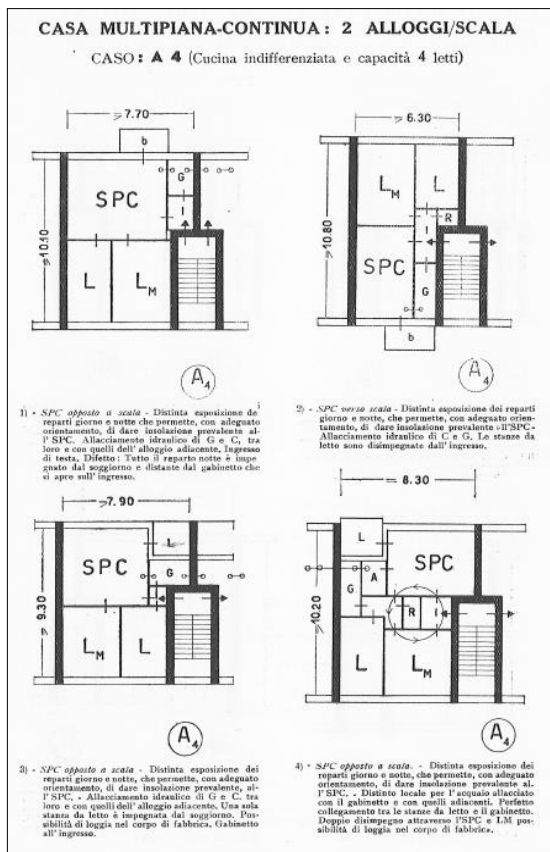 CASA MULTIPIANA-CONTINUA: 2 ALLOGGI/SCALA
CASO: A 4 (Cucina indifferenziata e capacità 4 letti)
⩾7.70
b
G
SPC
I
⩾10.10
L
LM
A4
1) - SPC opposto a scala - Distinta esposizione de
reparti giorno e notte che permette, con adeguato
orientamento, di dare insolazione prevalente al-
l' SPC. Allacciamento idraulico di G e C, tra
loro e con quelli dell' alloggio adiacente, Ingresso
di testa, Difetto: Tutto il reparto notte è impe
gnato dal soggiorno e distante dal gabinetto che
si apre sull' ingresso.
⩾6.30
LM
L
R
I
⩾10.80
SPC
G
b
A4
2) - SPC verso scala - Distinta esposizione dei reparti
giorno e notte, che permette, con adeguato orienta-
mento, di dare insolazione prevalente all'SPC -
Allacciamento idraulico di C e G. Le stanze da
letto sono disimpegnate dall' ingresso.
⩾7.90
L
SPC
G
⩾9.30
LM
L
A4
3) - SPC opposto a scala - Distinta esposizione dei
reparti giorno e notte, che permette, con adeguato
orientamento, di dare insolazione prevalente, al-
l' SPC, - Allacciamento idraulico di G e C, tra
loro e con quelli dell' alloggio adiacente. Una sola
stanza da letto è impegnata dal soggiorno. Pos-
sibilità di loggia nel corpo di fabbrica. Gabinetto
all' ingresso.
⩾8.30
L
SPC
A
G
R
I
⩾10.20
L
LM
A4
4) - SPC opposto a scala. - Distinta esposizione dei
reparti giorno e notte, che permette, con adeguato
orientamento, di dare insolazione prevalente al-
l' SPC. - Distinto locale per l' acquaio allacciato
con il gabinetto e con quelli adiacenti. Perfetto
collegamento tra le stanze da letto e il gabinetto.
Doppio disimpegno attraverso l'SPC e LM pos-
sibilità di loggia nel corpo di fabbrica.